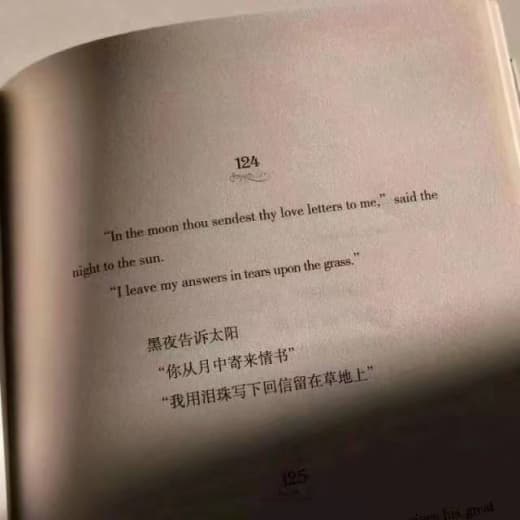 124
“In the moon thou sendest thy love letters to me,” said the
night to the sun.
“I leave my answers in tears upon the grass.”
黑夜告诉太阳
“你从月中寄来情书”
“我用泪珠写下回信留在草地上”
125
his great